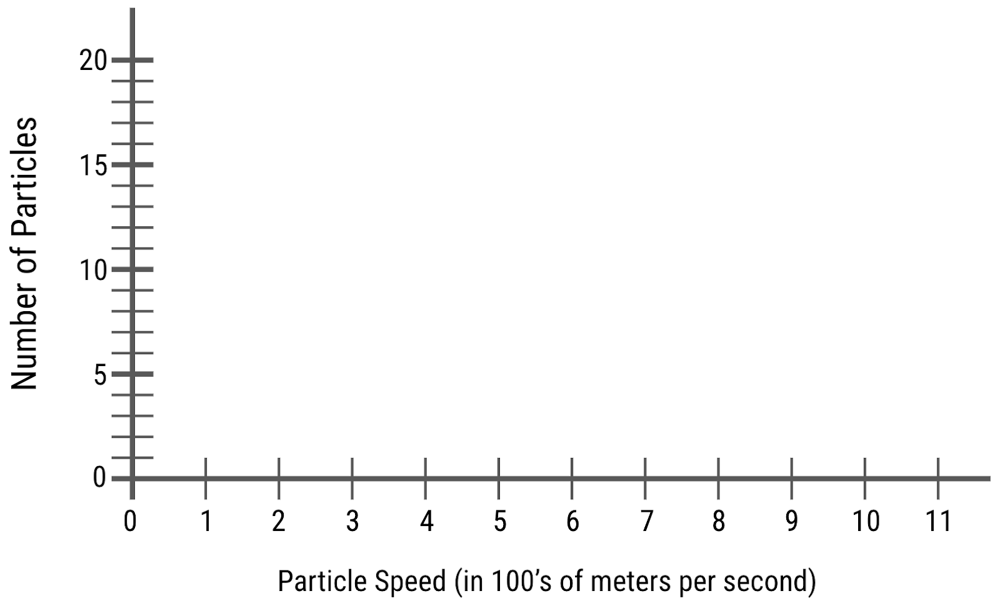 Number of Particles
20
15
10
5
0
0 1 2 3 4 5 6 7 8 9 10 11
Particle Speed (in 100’s of meters per second)